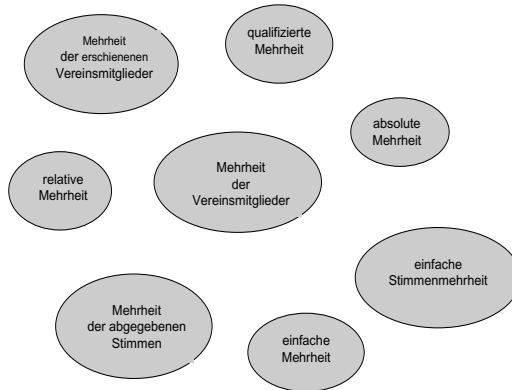 Mehrheit
der erschienenen
Vereinsmitglieder
qualifizierte
Mehrheit
absolute
Mehrheit
relative
Mehrheit
Mehrheit
der
Vereinsmitglieder
einfache
Stimmenmehrheit
Mehrheit
der abgegebenen
Stimmen
einfache
Mehrheit